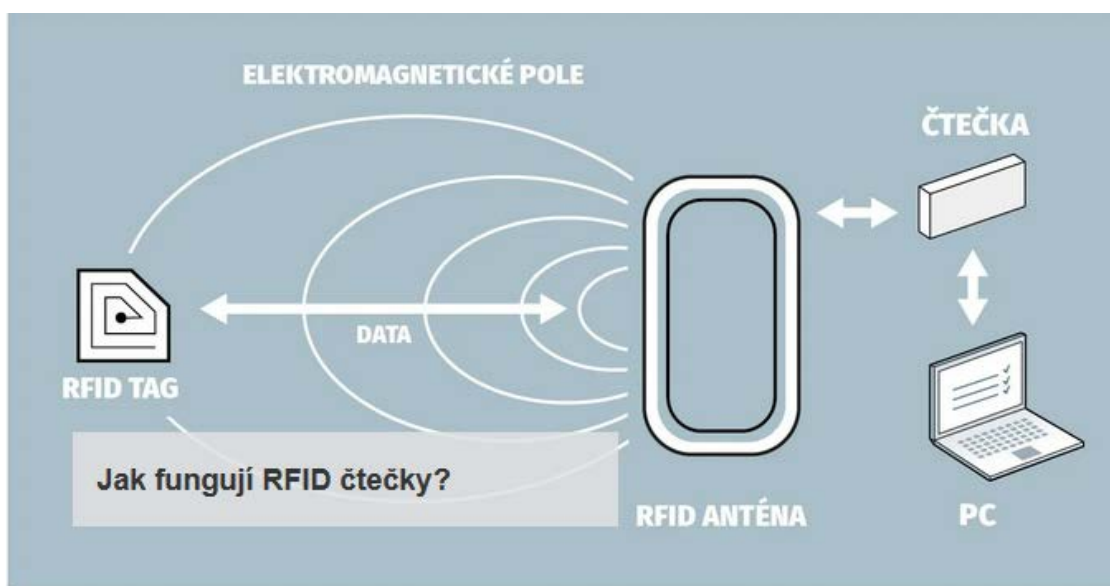 ELEKTROMAGNETICKÉ POLE
ČTEČKA
DATA
RFID TAG
Jak fungují RFID čtečky?
RFID ANTÉNA
PC